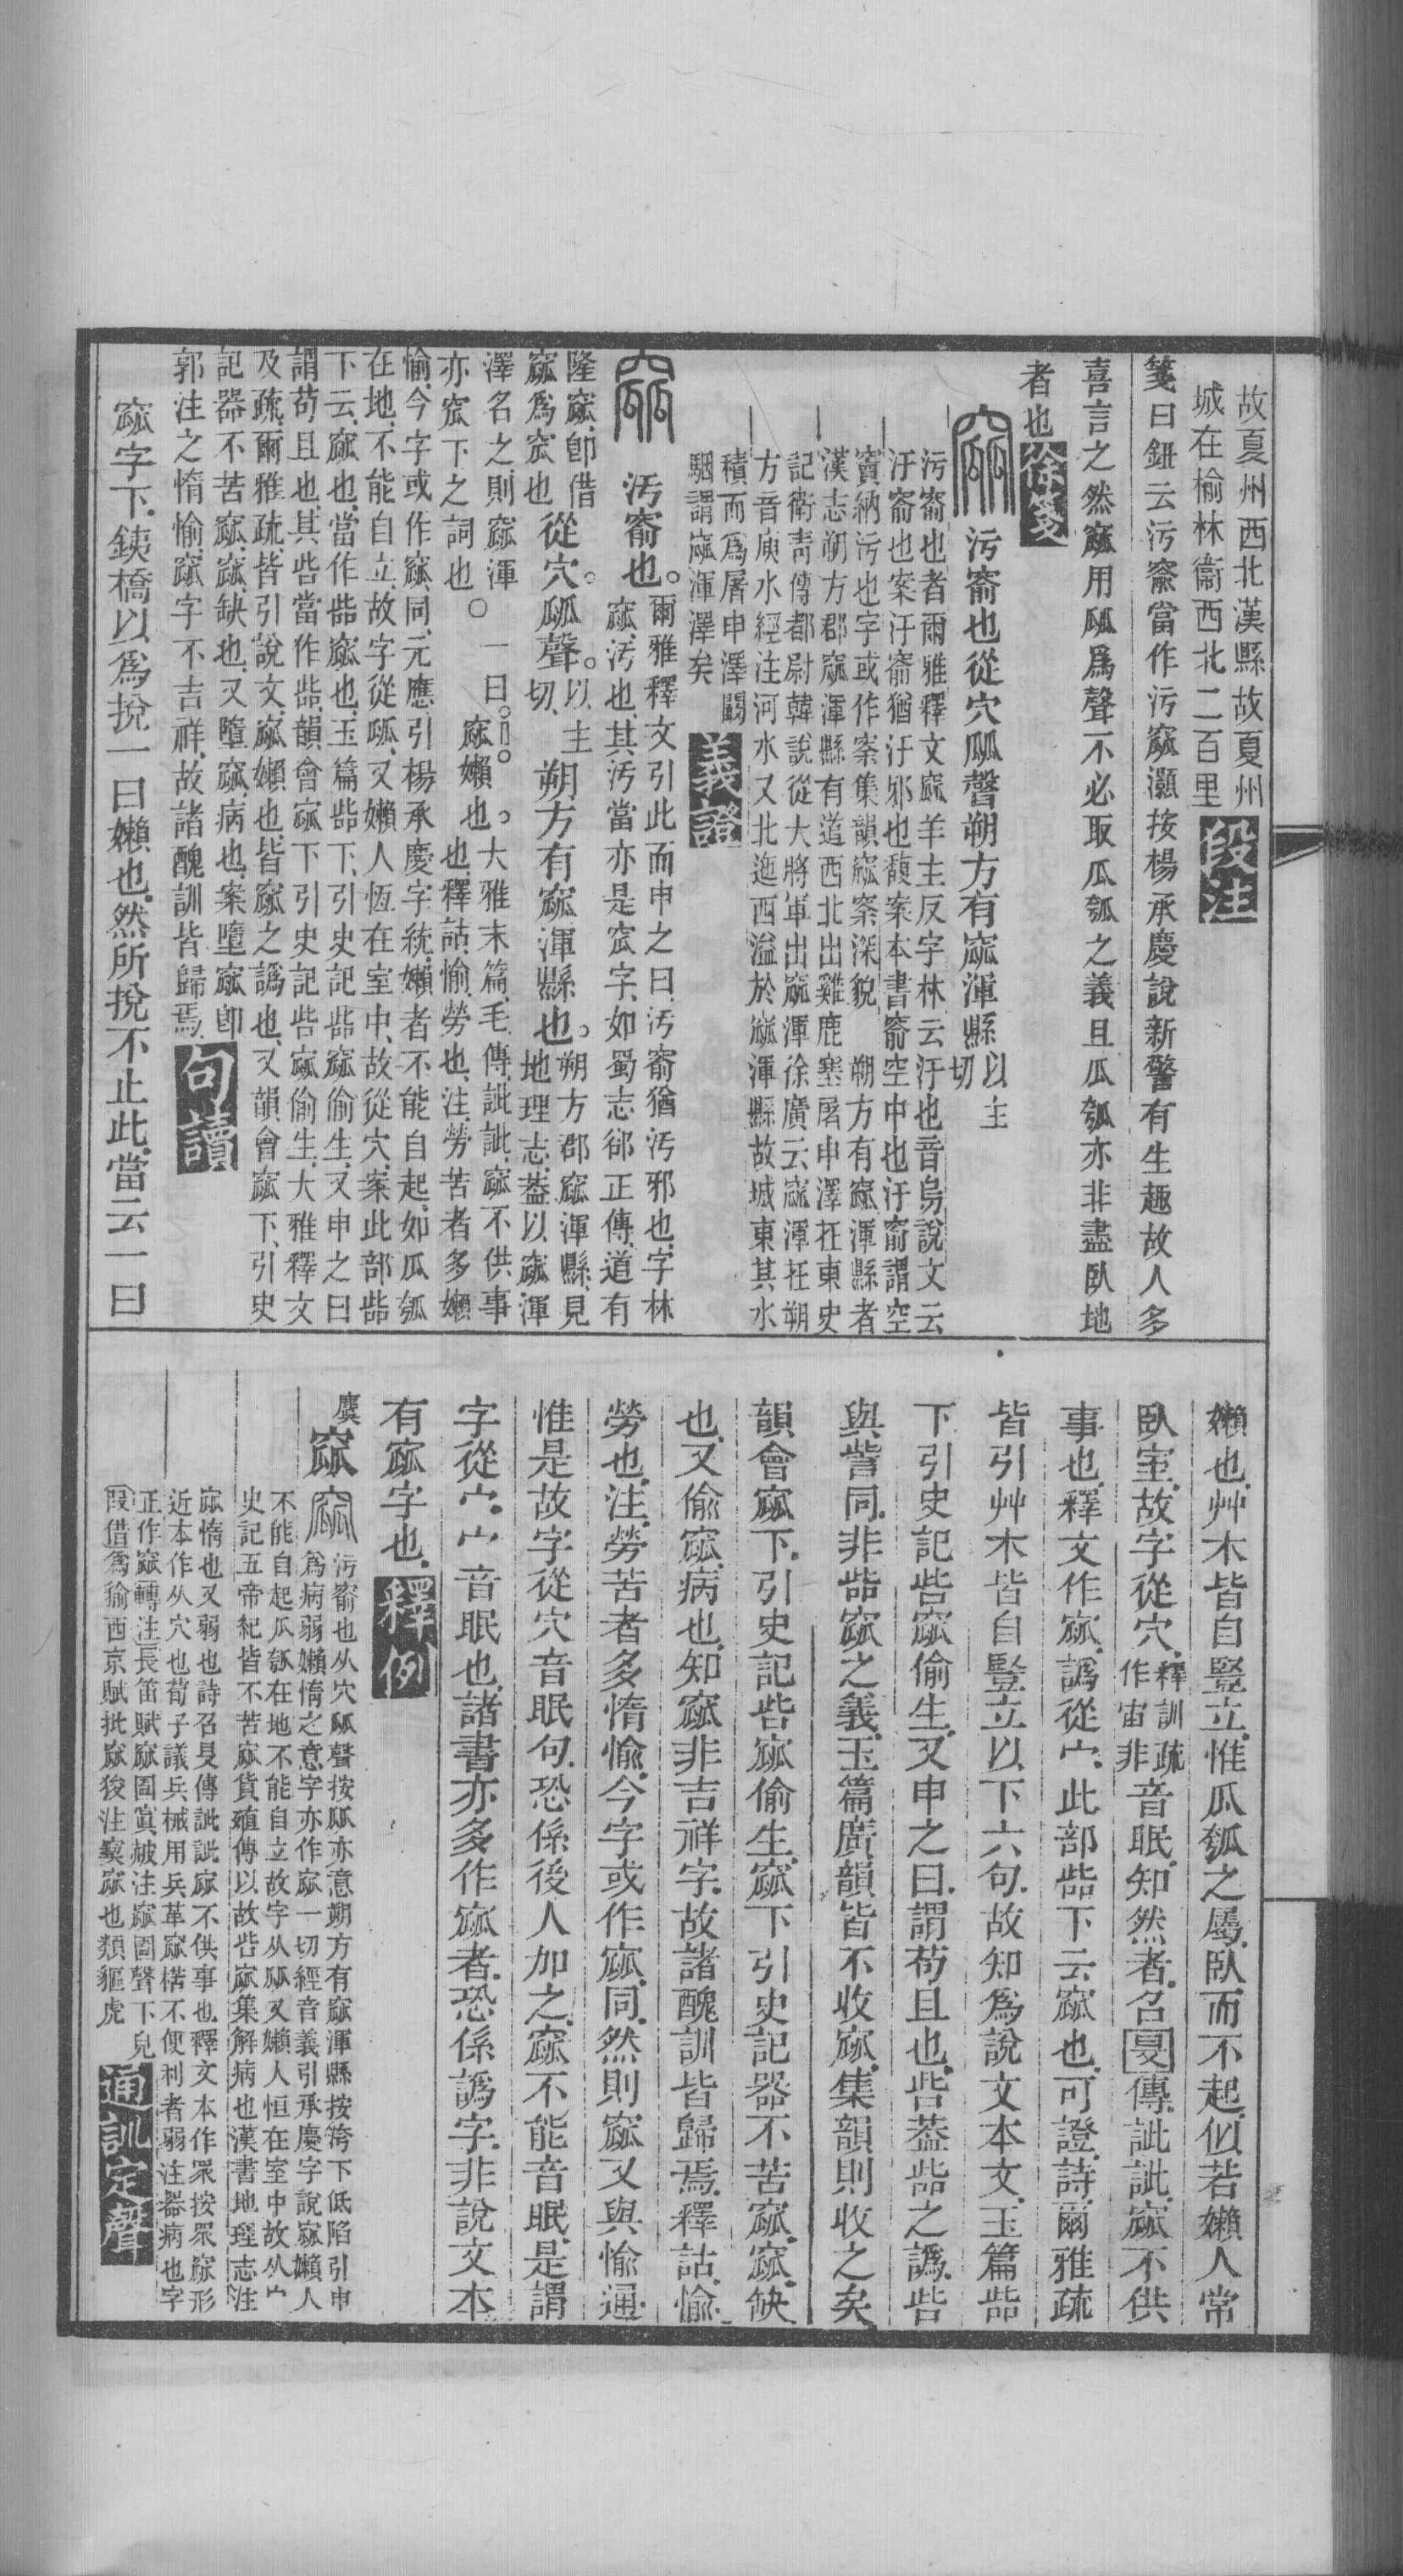 故夏州西北漢縣故夏州
城在榆林衞西北二百里
段注
箋曰鈕云污窬當作污窳灝按楊承慶說新警有生趣故人多
喜言之然窳用㼌爲聲不必取瓜瓠之義且瓜瓠亦非盡臥地
者也
徐箋
污窬也從穴㼌聲朔方有窳渾縣以主切
污窬也者爾雅釋文窳羊主反字林云汙也音烏說文云
汙窬也案汙窬猶汙邪也馥案本書窬空中也汙窬謂空
竇納污也字或作㝦集韻窳㝦深貌 朔方有窳渾縣者
漢志朔方郡窳渾縣有道西北出雞鹿塞屠申澤在東史
記衞青傳都尉韓說從大將軍出窳渾徐廣云窳渾在朔
方音庾水經注河水又北迤西溢於窳渾縣故城東其水
積而爲屠申澤闞
駰謂窳渾澤矣
義證
污窬也。爾雅釋文引此而申之曰污窬猶污邪也字林
窳污也其污當亦是窊字如蜀志郤正傳道有
隆窳卽借
窳爲窊也從穴㼌聲。以主切朔方有窳渾縣也。朔方郡窳渾縣見
地理志葢以窳渾
澤名之則窳渾
亦窊下之詞也○一曰。窳嬾也。大雅末篇毛傳訿訿窳不供事
也釋詁愉勞也注勞苦者多嬾
愉今字或作窳同元應引楊承慶字統嬾者不能自起如瓜瓠
在地不能自立故字從㼌又嬾人恆在室中故從穴案此部㱔
下云窳也當作㱔窳也玉篇㱔下引史記㱔窳偷生又申之曰
謂苟且也其呰當作㱔韻會窳下引史記呰窳偷生大雅釋文
及疏爾雅疏皆引說文窳嬾也皆窳之譌也又韻會窳下引史
記器不苦窳窳缺也又墮窳病也案墮窳卽
郭注之惰愉窳字不吉祥故諸醜訓皆歸焉
句讀
窳字下銕橋以爲挩一曰嬾也然所挩不止此當云一曰
嬾也艸木皆自豎立惟瓜瓠之屬臥而不起似若嬾人常
臥室故字從穴釋訓疏作宙非音眠知然者召旻傳訿訿窳不供
事也釋文作窳譌從宀此部㱔下云窳也可證詩爾雅疏
皆引艸木皆自豎立以下六句故知爲說文本文玉篇㱔
下引史記呰窳偷生又申之曰謂苟且也呰葢㱔之譌呰
與訾同非㱔窳之義玉篇廣韻皆不收窳集韻則收之矣
韻會窳下引史記呰窳偷生窳下引史記器不苦窳窳缺
也又偷窳病也知窳非吉祥字故諸醜訓皆歸焉釋詁愉
勞也注勞苦者多惰愉今字或作窳同然則窳又與愉通
惟是故字從穴音眠句恐係後人加之窳不能音眠是謂
字從宀宀音眠也諸書亦多作窳者恐係譌字非說文本
有窳字也
釋例
虞 窳 污窬也从穴㼌聲按㼌亦意朔方有窳渾縣按洿下低陷引申
爲病弱嬾惰之意字亦作窳一切經音義引承慶字說窳嬾人
不能自起瓜瓠在地不能自立故字从㼌又嬾人恒在室中故从宀
史記五帝紀皆不苦窳貨殖傳以故呰窳集解病也漢書地理志注
窳惰也又弱也詩召旻傳訿訿窳不供事也釋文本作㝦按㝦窳形
近本作从穴也荀子議兵械用兵革窳楛不便利者弱注器病也字
正作窳轉注長笛賦窳圔窴赧注窳圔聲下皃
叚借爲貐西京賦批窳狻注窫窳也類貙虎
通訓定聲